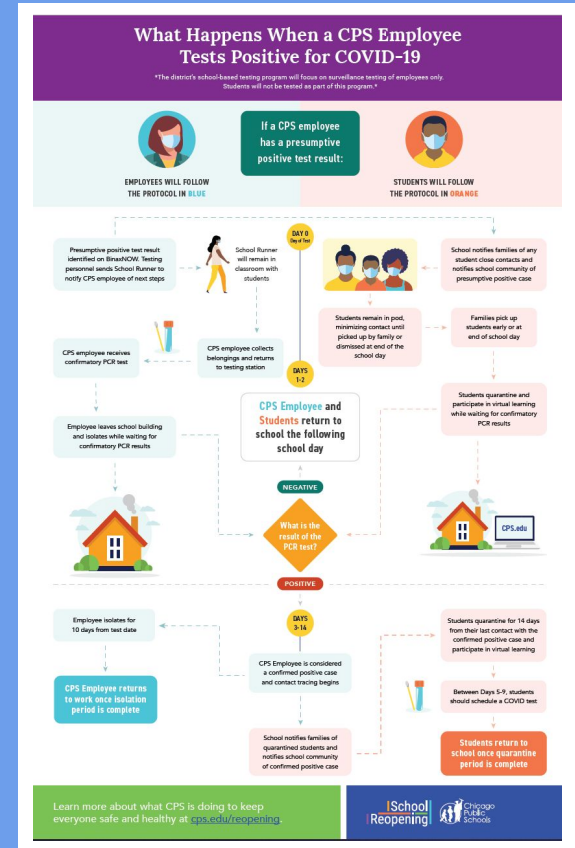 What Happens When a CPS Employee
Tests Positive for COVID-19
*The district's school-based testing program will focus on surveillance testing of employees only.
Students will not be tested as part of this program.*
If a CPS employee
has a presumptive
positive test result:
EMPLOYEES WILL FOLLOW
THE PROTOCOL IN BLUE
STUDENTS WILL FOLLOW
THE PROTOCOL IN ORANGE
DAY 0
Day of Test
Presumptive positive test result
identified on BinaxNOW. Testing
personnel sends School Runner to
notify CPS employee of next steps
School Runner
will remain in
classroom with
students
School notifies families of any
student close contacts and
notifies school community of
presumptive positive case
Students remain in pod,
minimizing contact until
picked up by family or
dismissed at end of the
school day
Families pick up
students early or at
end of school day
CPS employee receives
confirmatory PCR test
CPS employee collects
belongings and returns
to testing station
DAYS
1-2
Students quarantine and
participate in virtual learning
while waiting for confirmatory
PCR results
CPS Employee and
Students return to
school the following
school day
Employee leaves school building
and isolates while waiting for
confirmatory PCR results
NEGATIVE
What is the
result of the
PCR test?
CPS.edu
POSITIVE
DAYS
3-14
Employee isolates for
10 days from test date
Students quarantine for 14 days
from their last contact with the
confirmed positive case and
participate in virtual learning
CPS Employee is considered
a confirmed positive case
and contact tracing begins
CPS Employee returns
to work once isolation
period is complete
Between Days 5-9, students
should schedule a COVID test
School notifies families of
quarantined students and
notifies school community
of confirmed positive case
Students return to
school once quarantine
period is complete
Learn more about what CPS is doing to keep
everyone safe and healthy at cps.edu/reopening.
School
Reopening
Chicago
Public
Schools